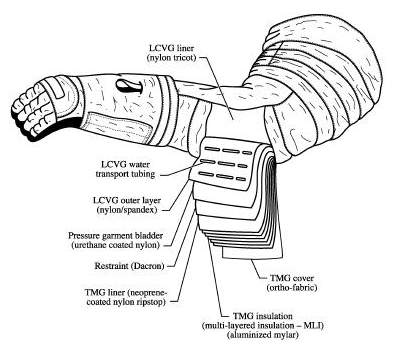 LCVG liner
(nylon tricot)
LCVG water
transport tubing
LCVG outer layer
(nylon/spandex)
Pressure garment bladder
(urethane coated nylon)
Restraint (Dacron)
TMG liner (neoprene-
coated nylon ripstop)
TMG cover
(ortho-fabric)
TMG insulation
(multi-layered insulation – MLI)
(aluminized mylar)